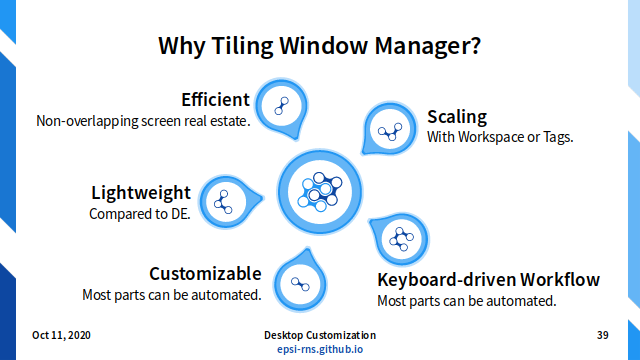 Why Tiling Window Manager?
Efficient
Non-overlapping screen real estate.
Scaling
With Workspace or Tags.
Lightweight
Compared to DE.
Customizable
Most parts can be automated.
Keyboard-driven Workflow
Most parts can be automated.
Oct 11, 2020
Desktop Customization
39
epsi-rns.github.io